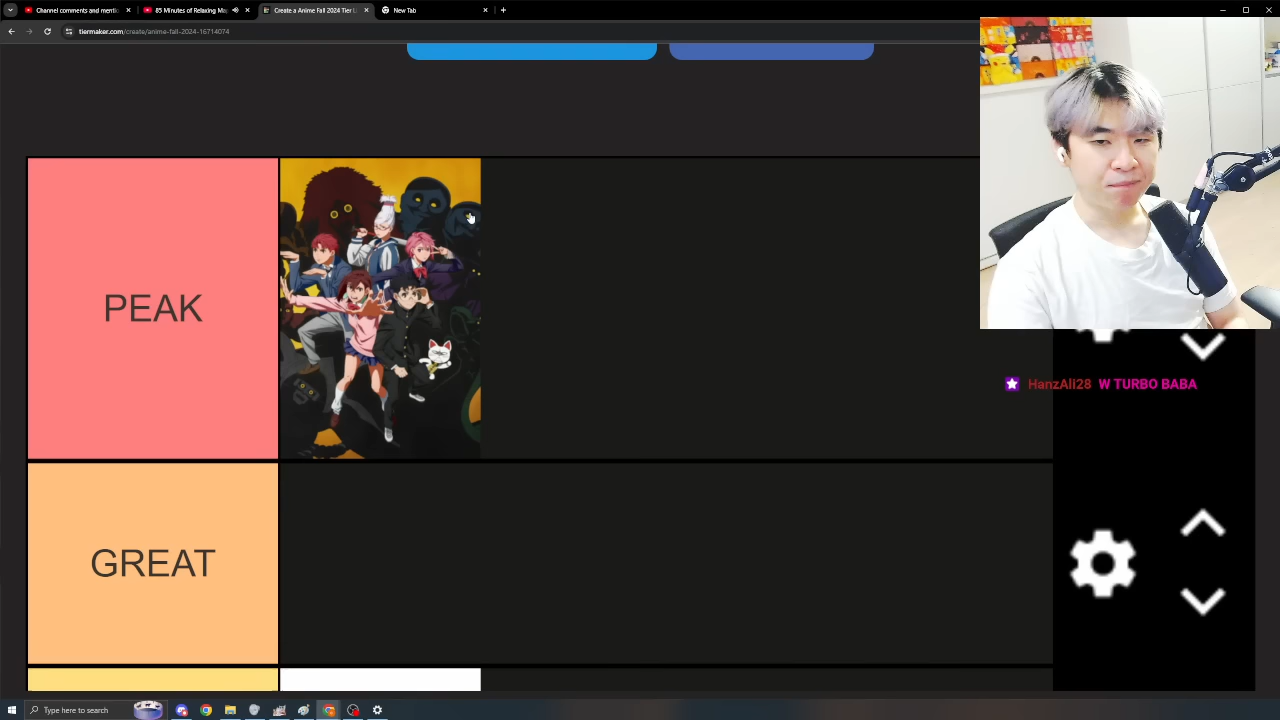 Channel comments and menti
85 Minutes of Relaxing Ma
Create a Anime Fall 2024 Tier L
New Tab
tiermaker.com/create/anime-fall-2024-16714074
PEAK
HanzAli28 W TURBO BABA
GREAT
Type here to search